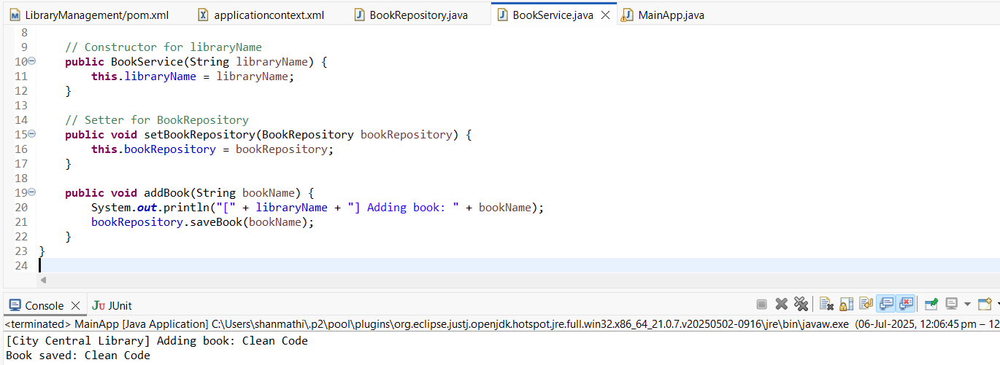 LibraryManagement/pom.xml applicationcontext.xml BookRepository.java BookService.java MainApp.java
8
9 // Constructor for libraryName
10 public BookService(String libraryName) {
11 this.libraryName = libraryName;
12 }
13
14 // Setter for BookRepository
15 public void setBookRepository(BookRepository bookRepository) {
16 this.bookRepository = bookRepository;
17 }
18
19 public void addBook(String bookName) {
20 System.out.println("[" + libraryName + "] Adding book: " + bookName);
21 bookRepository.saveBook(bookName);
22 }
23 }
24
Console JU JUnit
<terminated> MainApp [Java Application] C:\Users\shanmathi\.p2\pool\plugins\org.eclipse.justj.openjdk.hotspot.jre.full.win32.x86_64_21.0.7.v20250502-0916\jre\bin\javaw.exe (06-Jul-2025, 12:06:45 pm – 12
[City Central Library] Adding book: Clean Code
Book saved: Clean Code